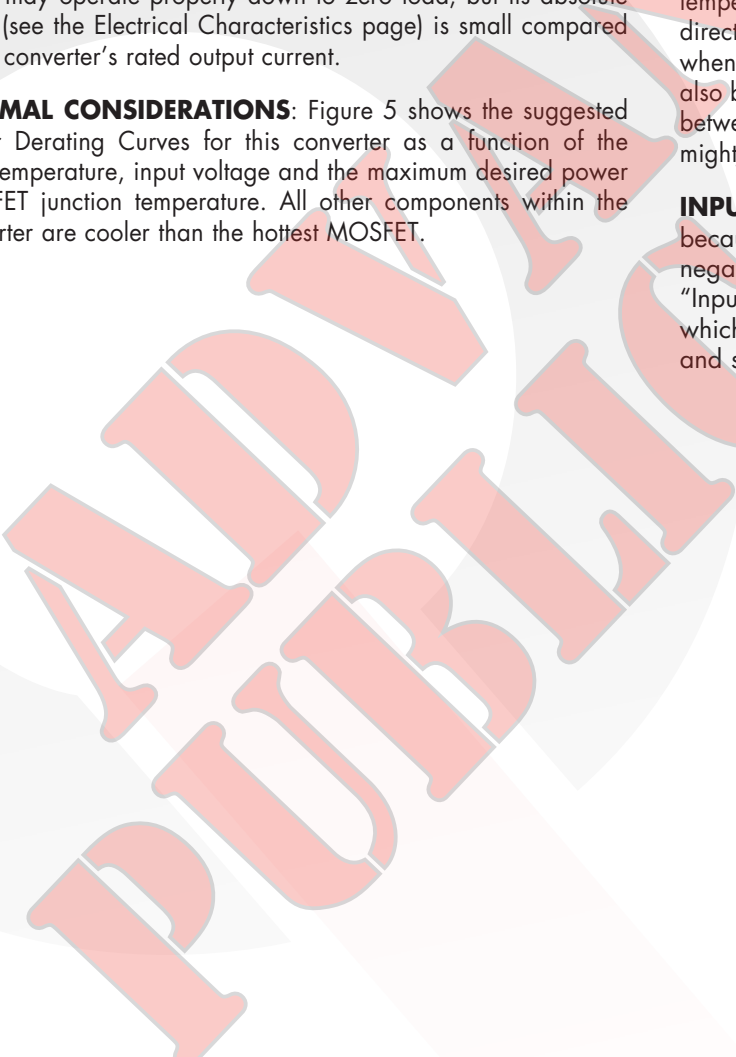 may operate properly down to zero load, but its absolute
(see the Electrical Characteristics page) is small compared
converter's rated output current.
MAL CONSIDERATIONS: Figure 5 shows the suggested
Derating Curves for this converter as a function of the
emperature, input voltage and the maximum desired power
FET junction temperature. All other components within the
rter are cooler than the hottest MOSFET.
tempe
direct
when
also b
betwe
might
INPU
becau
nega
"Inpu
which
and s
ADVAN
PUBLIC